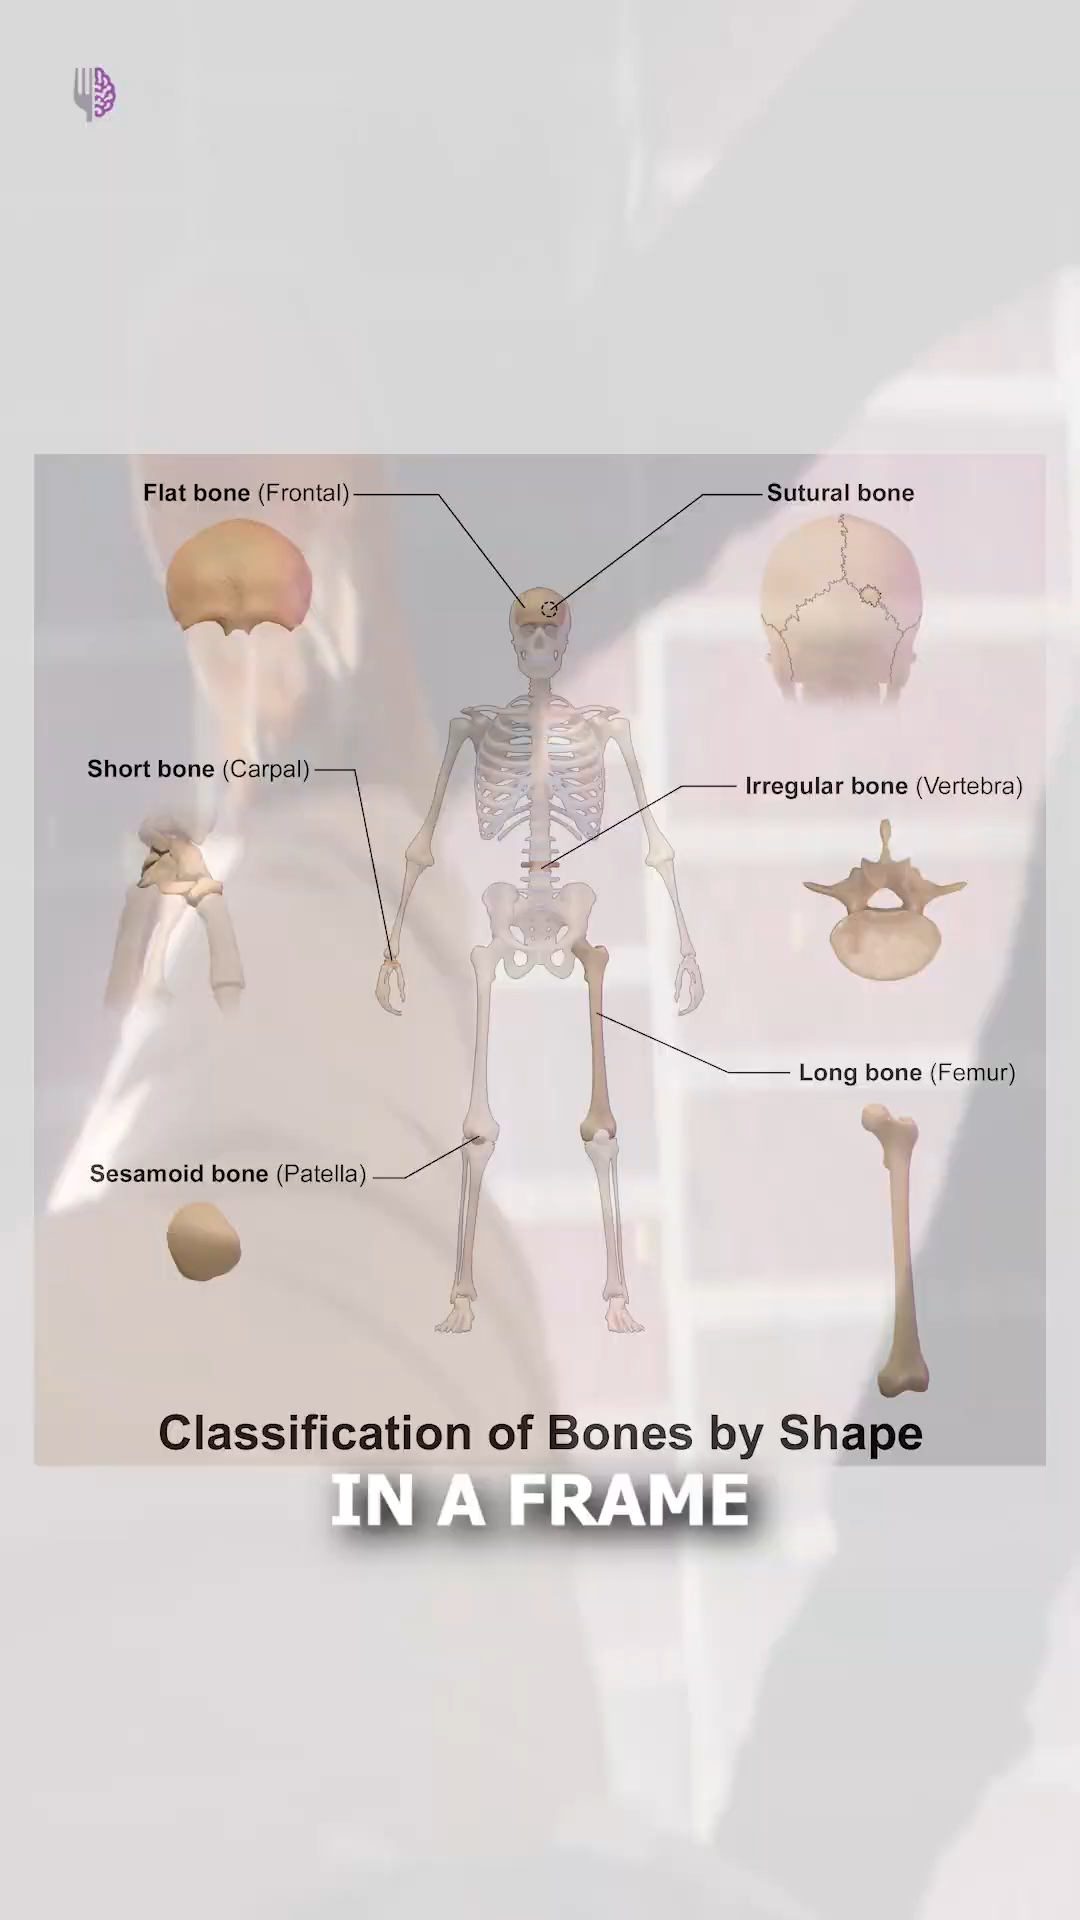 Flat bone (Frontal)
Sutural bone
Short bone (Carpal)
Irregular bone (Vertebra)
Long bone (Femur)
Sesamoid bone (Patella)
Classification of Bones by Shape
IN A FRAME